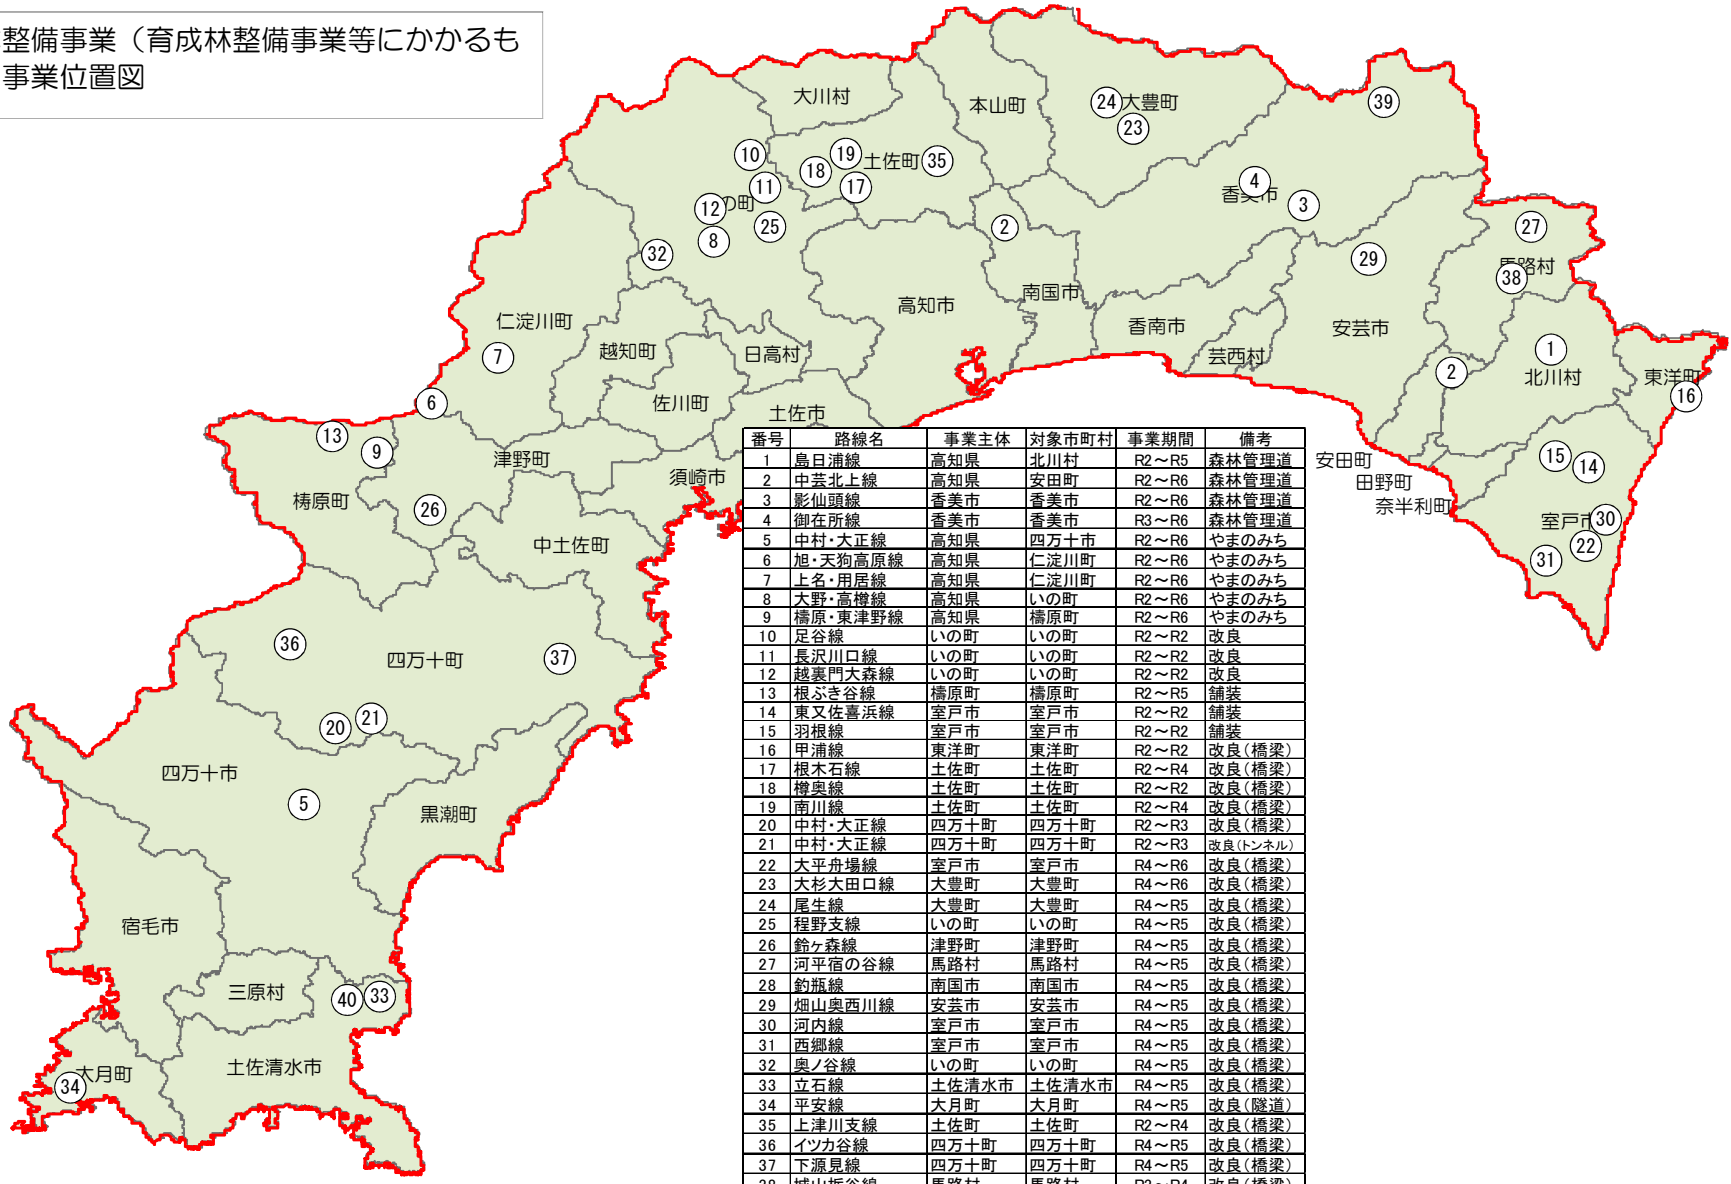 整備事業（育成林整備事業等にかかるも
事業位置図
大川村
本山町
24 大豊町
23
39
10
19
18
土佐町 35
11
17
12 の町
25
8
32
4
香美市
3
2
27
29
馬路村
38
仁淀川町
7
越知町
日高村
高知市
南国市
香南市
芸西村
安芸市
1
北川村
2
東洋町
16
6
佐川町
土佐市
13
9
津野町
須崎市
梼原町
26
中土佐町
安田町
田野町
奈半利町
15
14
室戸市 30
22
31
36
四万十町
37
20
21
四万十市
5
黒潮町
宿毛市
三原村
40
33
大月町
34
土佐清水市
番号 路線名 事業主体 対象市町村 事業期間 備考
1 島日浦線 高知県 北川村 R2～R5 森林管理道
2 中芸北上線 高知県 安田町 R2～R6 森林管理道
3 影仙頭線 香美市 香美市 R2～R6 森林管理道
4 御在所線 香美市 香美市 R3～R6 森林管理道
5 中村・大正線 高知県 四万十市 R2～R6 やまのみち
6 旭・天狗高原線 高知県 仁淀川町 R2～R6 やまのみち
7 上名・用居線 高知県 仁淀川町 R2～R6 やまのみち
8 大野・高樽線 高知県 いの町 R2～R6 やまのみち
9 檮原・東津野線 高知県 檮原町 R2～R6 やまのみち
10 足谷線 いの町 いの町 R2～R2 改良
11 長沢川口線 いの町 いの町 R2～R2 改良
12 越裏門大森線 いの町 いの町 R2～R2 改良
13 根ぶき谷線 檮原町 檮原町 R2～R5 舗装
14 東又佐喜浜線 室戸市 室戸市 R2～R2 舗装
15 羽根線 室戸市 室戸市 R2～R2 舗装
16 甲浦線 東洋町 東洋町 R2～R2 改良（橋梁）
17 根木石線 土佐町 土佐町 R2～R4 改良（橋梁）
18 樽奥線 土佐町 土佐町 R2～R2 改良（橋梁）
19 南川線 土佐町 土佐町 R2～R4 改良（橋梁）
20 中村・大正線 四万十町 四万十町 R2～R3 改良（橋梁）
21 中村・大正線 四万十町 四万十町 R2～R3 改良（トンネル）
22 大平舟場線 室戸市 室戸市 R4～R6 改良（橋梁）
23 大杉大田口線 大豊町 大豊町 R4～R6 改良（橋梁）
24 尾生線 大豊町 大豊町 R4～R5 改良（橋梁）
25 程野支線 いの町 いの町 R4～R5 改良（橋梁）
26 鈴ヶ森線 津野町 津野町 R4～R5 改良（橋梁）
27 河平宿の谷線 馬路村 馬路村 R4～R5 改良（橋梁）
28 釣瓶線 南国市 南国市 R4～R5 改良（橋梁）
29 畑山奥西川線 安芸市 安芸市 R4～R5 改良（橋梁）
30 河内線 室戸市 室戸市 R4～R5 改良（橋梁）
31 西郷線 室戸市 室戸市 R4～R5 改良（橋梁）
32 奥ノ谷線 いの町 いの町 R4～R5 改良（橋梁）
33 立石線 土佐清水市 土佐清水市 R4～R5 改良（橋梁）
34 平安線 大月町 大月町 R4～R5 改良（隧道）
35 上津川支線 土佐町 土佐町 R2～R4 改良（橋梁）
36 イツカ谷線 四万十町 四万十町 R4～R5 改良（橋梁）
37 下源見線 四万十町 四万十町 R4～R5 改良（橋梁）